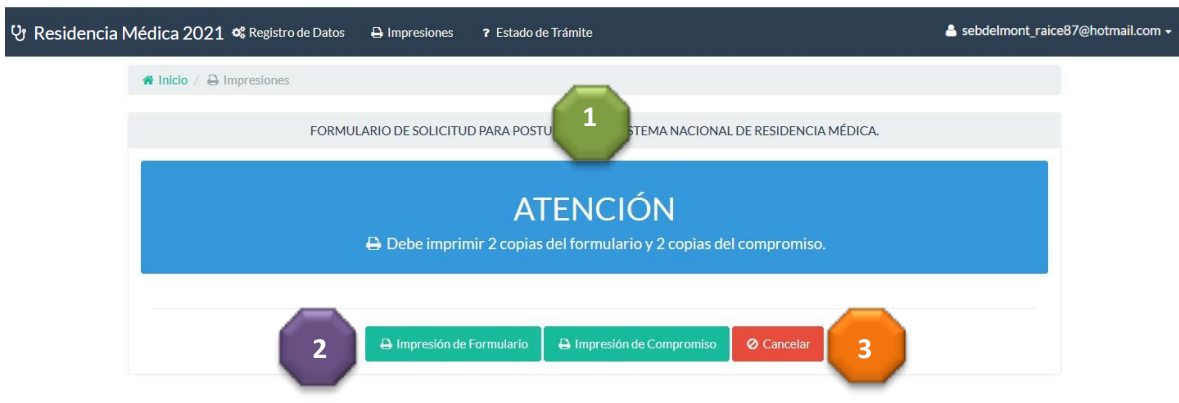 Residencia Médica 2021 Registro de Datos Impresiones ? Estado de Trámite sebdelmont_raice87@hotmail.com
Inicio / Impresiones
1
FORMULARIO DE SOLICITUD PARA POSTU STEMA NACIONAL DE RESIDENCIA MÉDICA.
ATENCIÓN
Debe imprimir 2 copias del formulario y 2 copias del compromiso.
2 Impresión de Formulario Impresión de Compromiso Cancelar 3